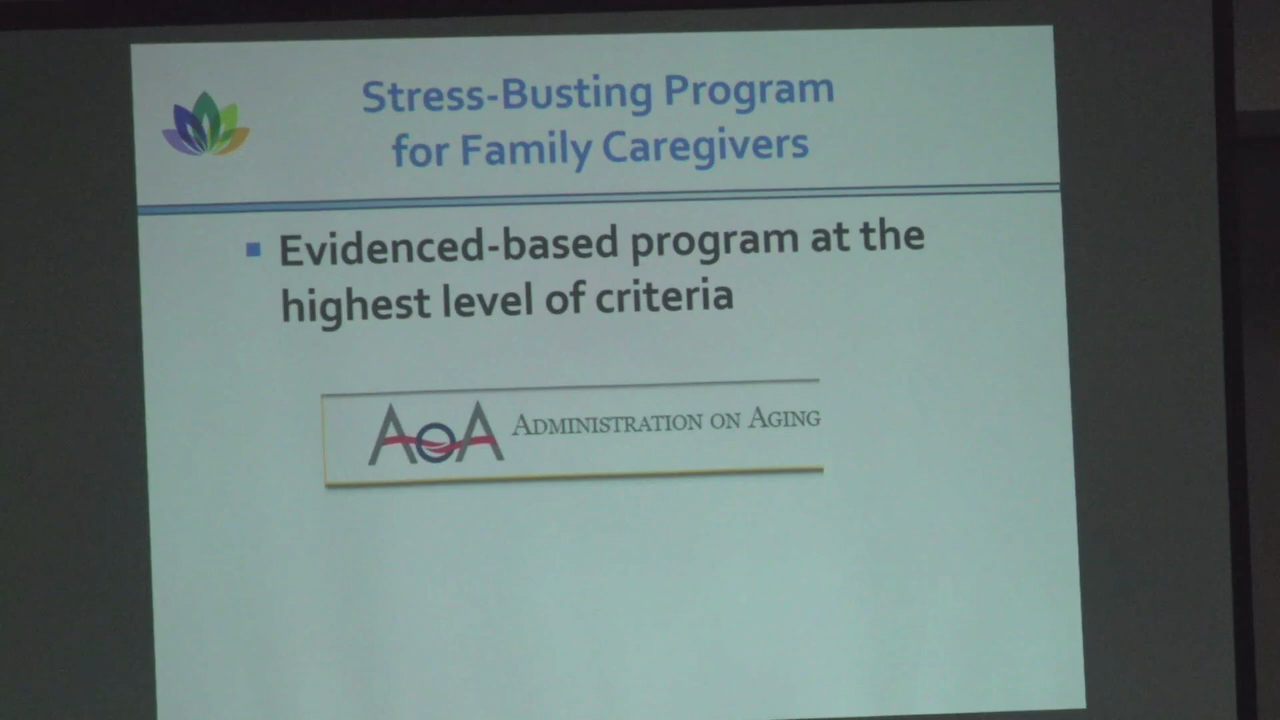 Stress-Busting Program
for Family Caregivers
Evidenced-based program at the
highest level of criteria
AoA ADMINISTRATION ON AGING